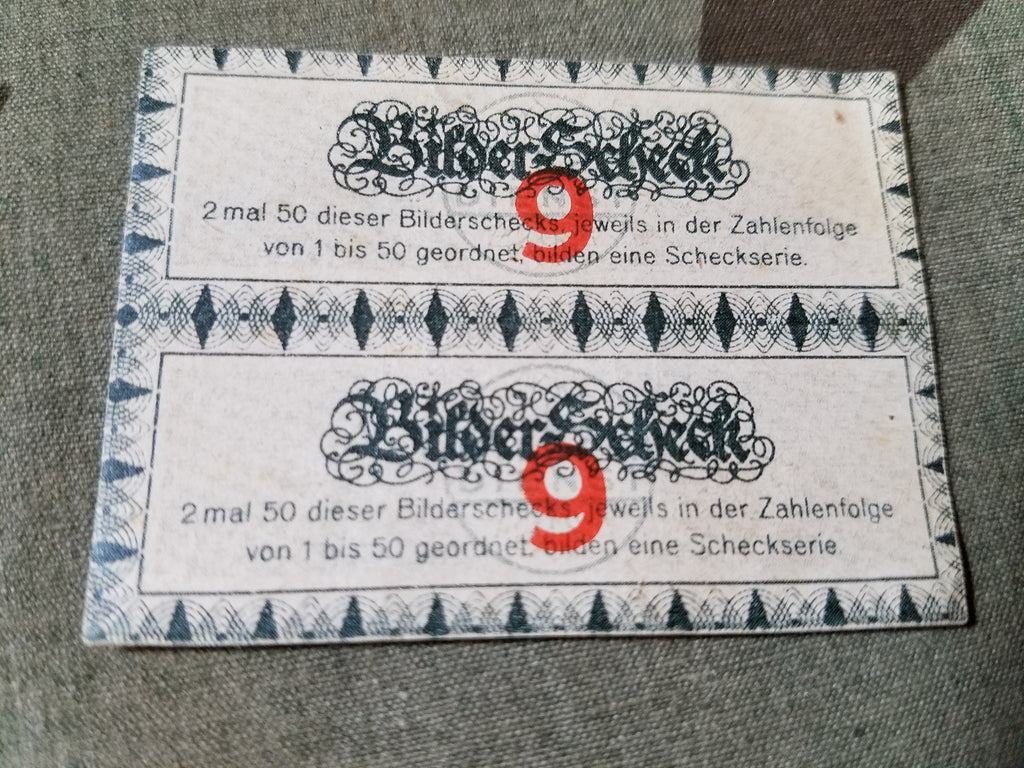 Bilder-Scheck
9
2 mal 50 dieser Bilderschecks, jeweils in der Zahlenfolge
von 1 bis 50 geordnet, bilden eine Scheckserie.
Bilder-Scheck
9
2 mal 50 dieser Bilderschecks, jeweils in der Zahlenfolge
von 1 bis 50 geordnet, bilden eine Scheckserie.